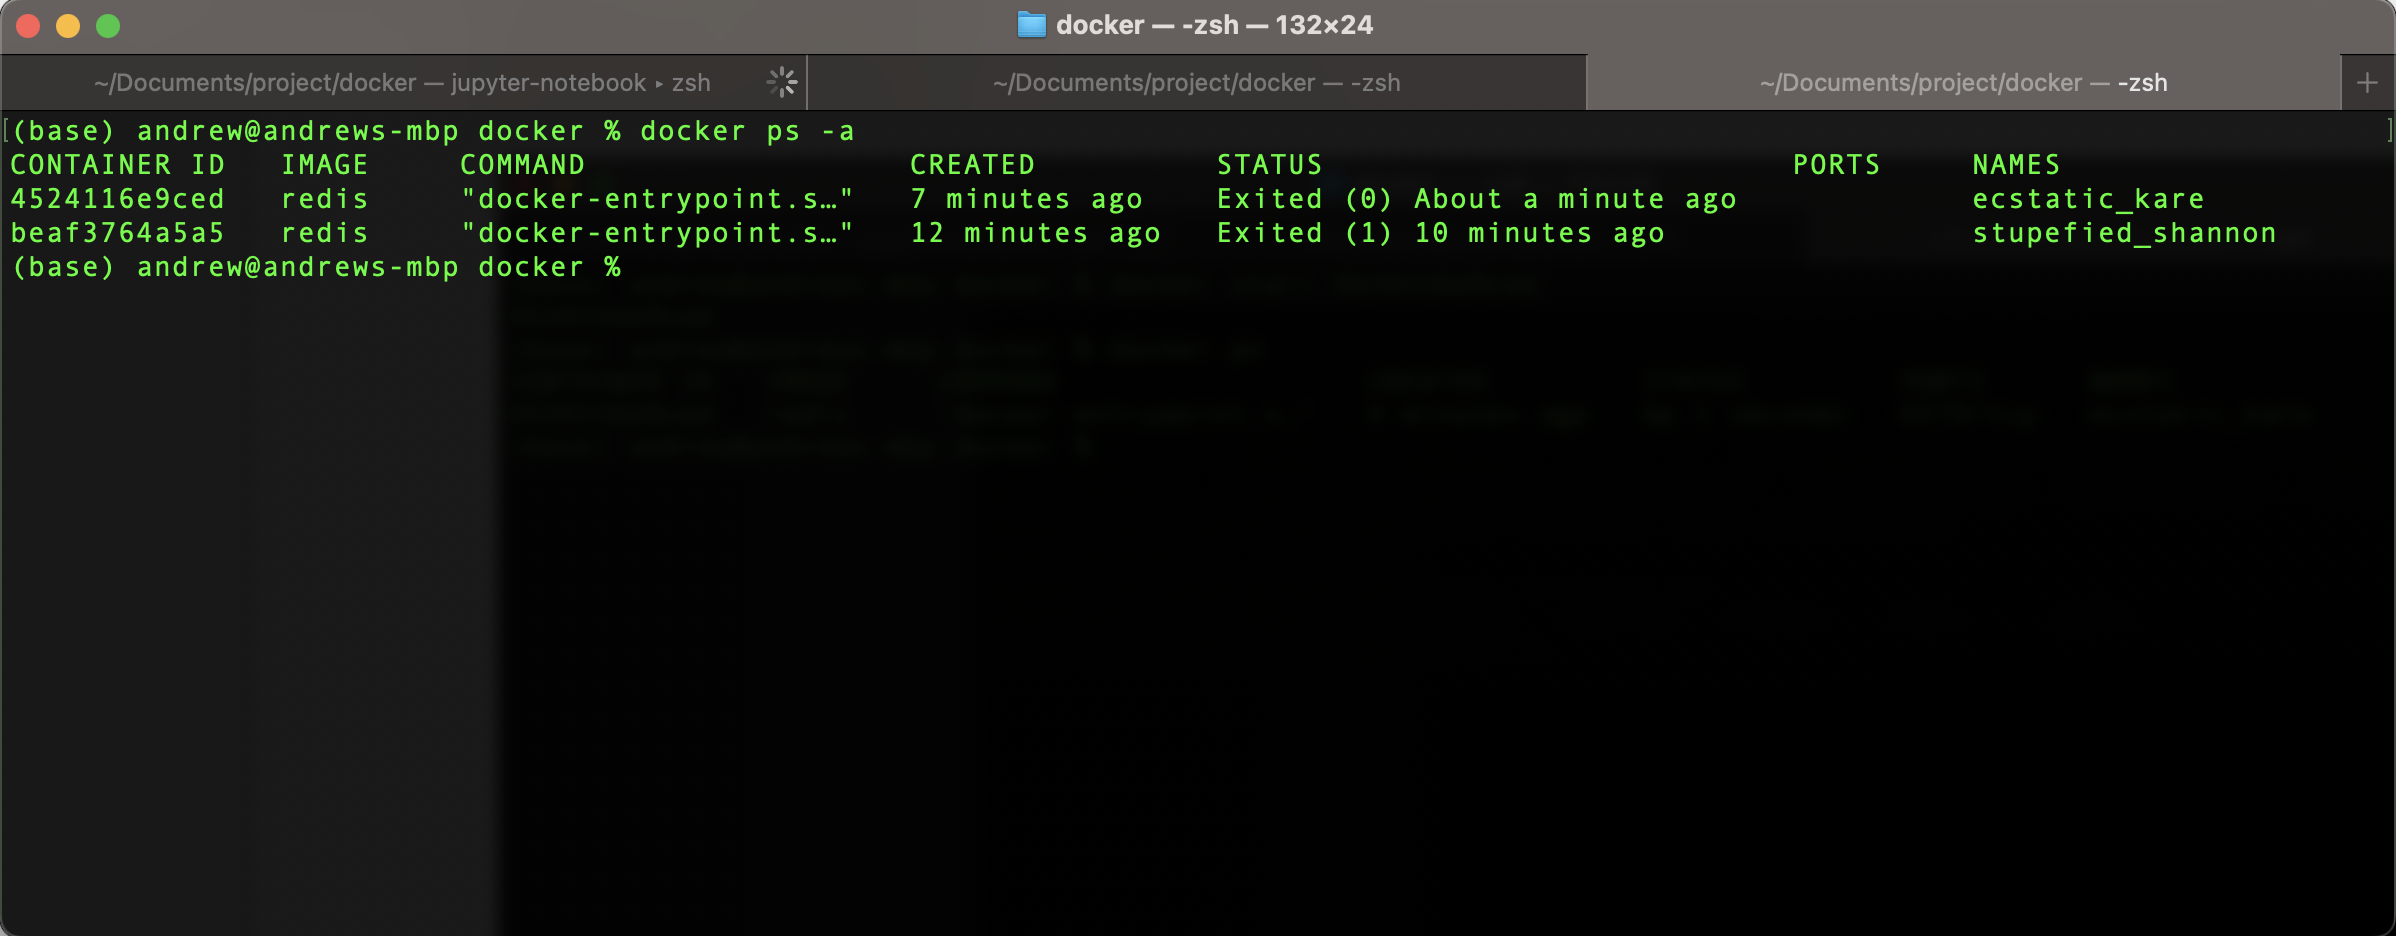 docker — -zsh — 132×24
~/Documents/project/docker — jupyter-notebook ▸ zsh
~/Documents/project/docker — -zsh
~/Documents/project/docker — -zsh
[(base) andrew@andrews-mbp docker % docker ps -a ]
CONTAINER ID IMAGE COMMAND CREATED STATUS PORTS NAMES
4524116e9ced redis "docker-entrypoint.s…" 7 minutes ago Exited (0) About a minute ago ecstatic_kare
beaf3764a5a5 redis "docker-entrypoint.s…" 12 minutes ago Exited (1) 10 minutes ago stupefied_shannon
(base) andrew@andrews-mbp docker %